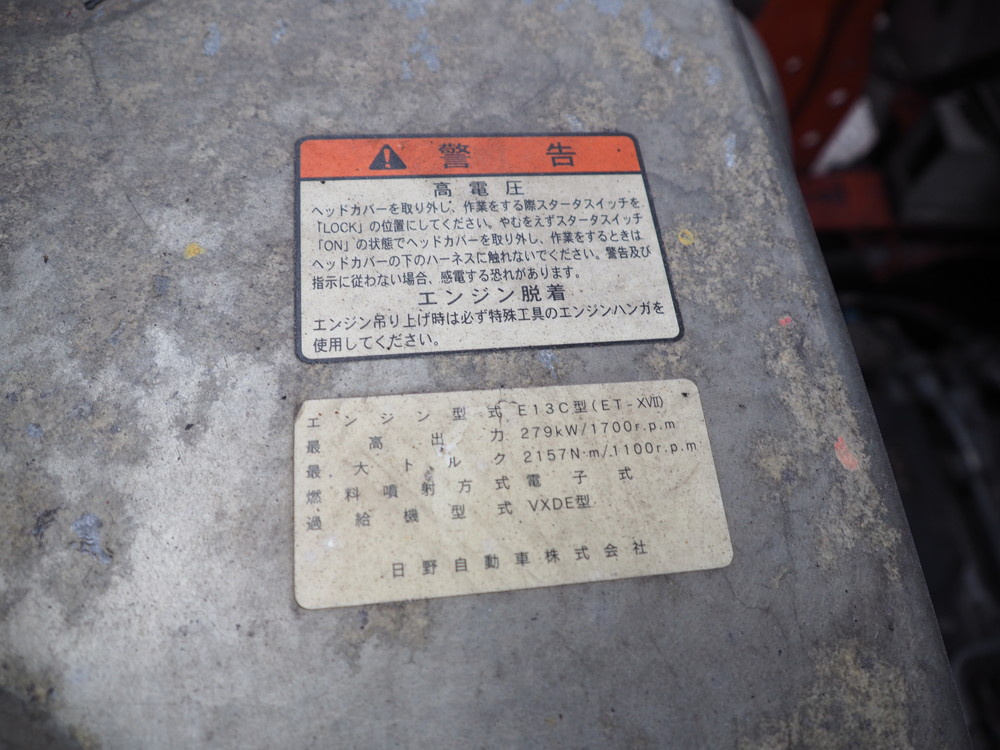 警告
高電圧
ヘッドカバーを取り外し、作業をする際スタータスイッチを
「LOCK」の位置にしてください。やむをえずスタータスイッチ
「ON」の状態でヘッドカバーを取り外し、作業をするときは
ヘッドカバーの下のハーネスに触れないでください。警告及び
指示に従わない場合、感電する恐れがあります。
エンジン脱着
エンジン吊り上げ時は必ず特殊工具のエンジンハンガを
使用してください。
エンジン型式 E13C型(ET-XVII)
最高出力 279kW/1700r.p.m
最大トルク 2157N·m/1100r.p.m
燃料噴射方式 電子式
過給機型式 VXDE型
日野自動車株式会社